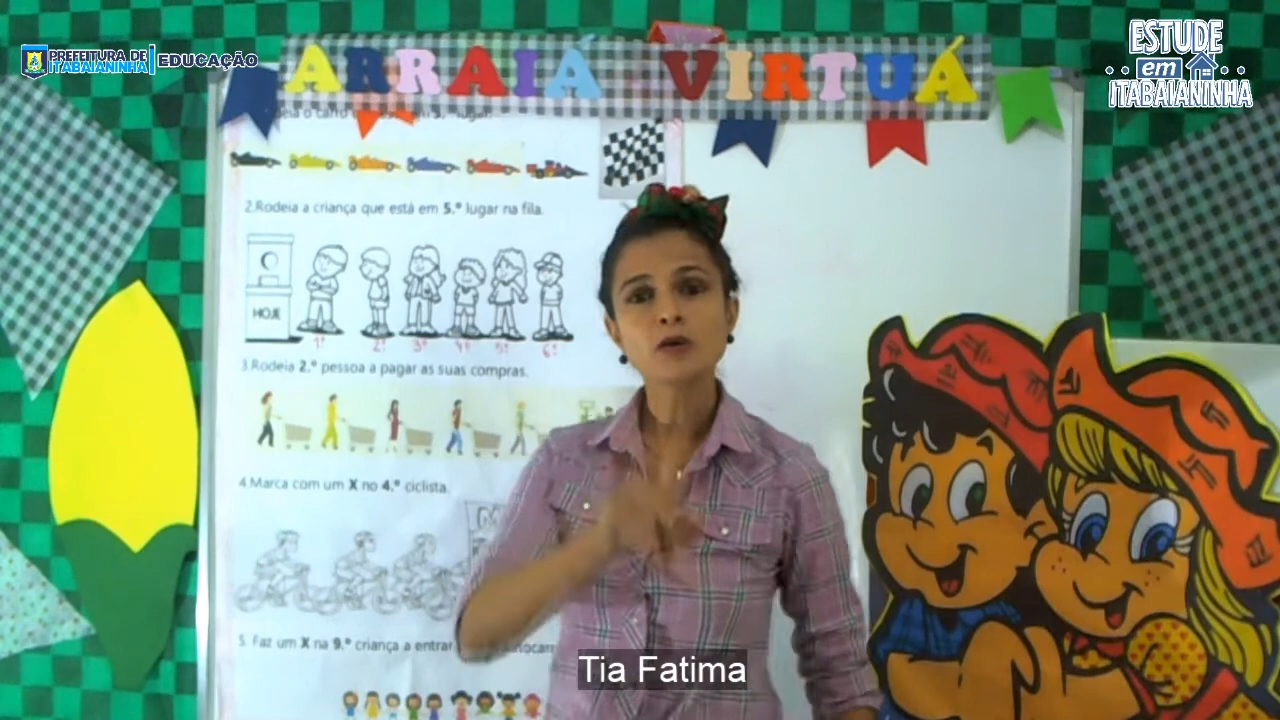 PREFEITURA DE
ITABAIANINHA
EDUCAÇÃO
ESTUDE
em
ITABAIANINHA
ARRAIÁ VIRTUÁ
o carro
lugar.
2.Rodeia a criança que está em 5.º lugar na fila.
HOJE
1º 2º 3º 4º 5º 6º
3.Rodeia 2.ª pessoa a pagar as suas compras.
4.Marca com um X no 4.º ciclista.
5. Faz um X na 9.ª criança a entrar
Tia Fatima